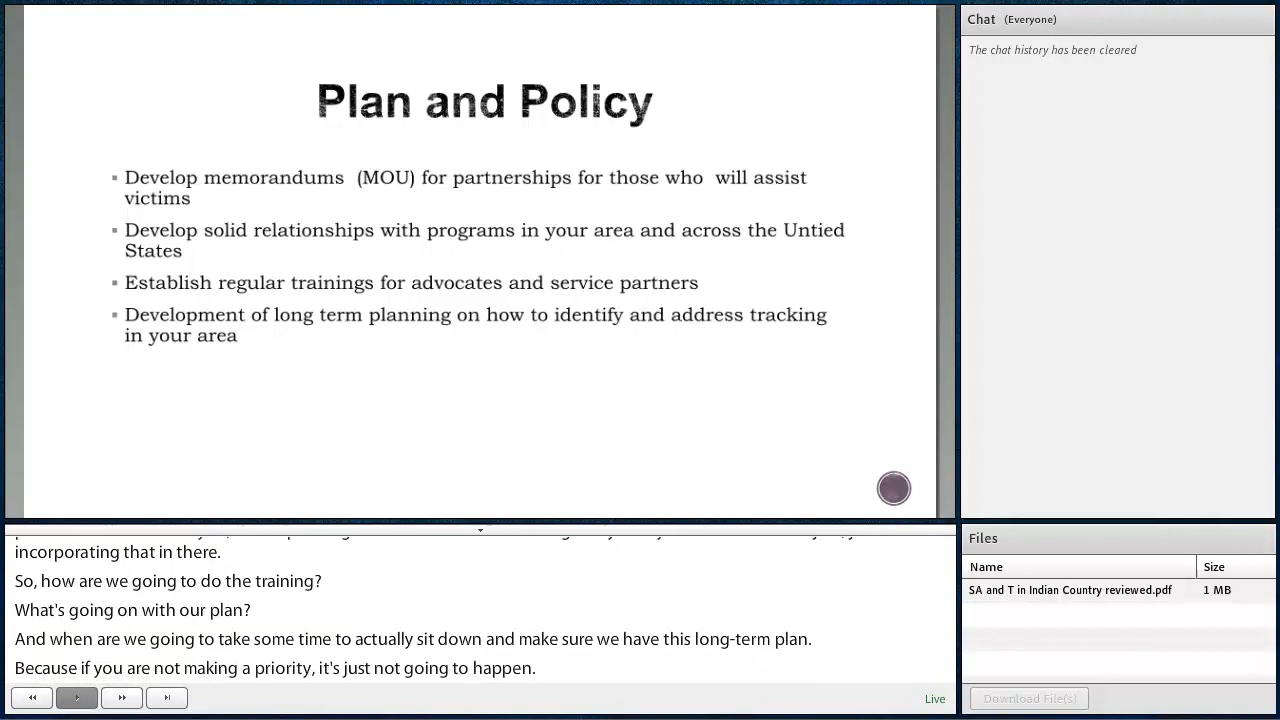 Plan and Policy
Develop memorandums (MOU) for partnerships for those who will assist
victims
Develop solid relationships with programs in your area and across the Untied
States
Establish regular trainings for advocates and service partners
Development of long term planning on how to identify and address tracking
in your area
Chat (Everyone)
The chat history has been cleared
incorporating that in there.
So, how are we going to do the training?
What's going on with our plan?
And when are we going to take some time to actually sit down and make sure we have this long-term plan.
Because if you are not making a priority, it's just not going to happen.
Live
Files
Name Size
SA and T in Indian Country reviewed.pdf 1 MB
Download File(s)